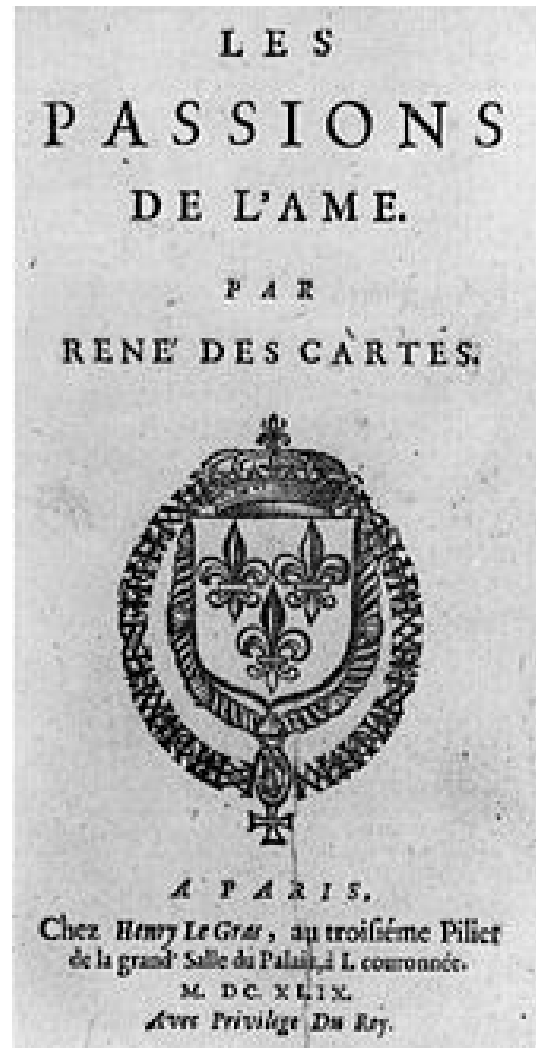 LES
PASSIONS
DE L'AME.
PAR
RENE' DES CARTES.
A PARIS,
Chez Henry Le Gras, au troisiéme Pilier
de la grand' Salle du Palais, à L couronnée.
M. DC. XLIX.
Avec Privilege Du Roy.